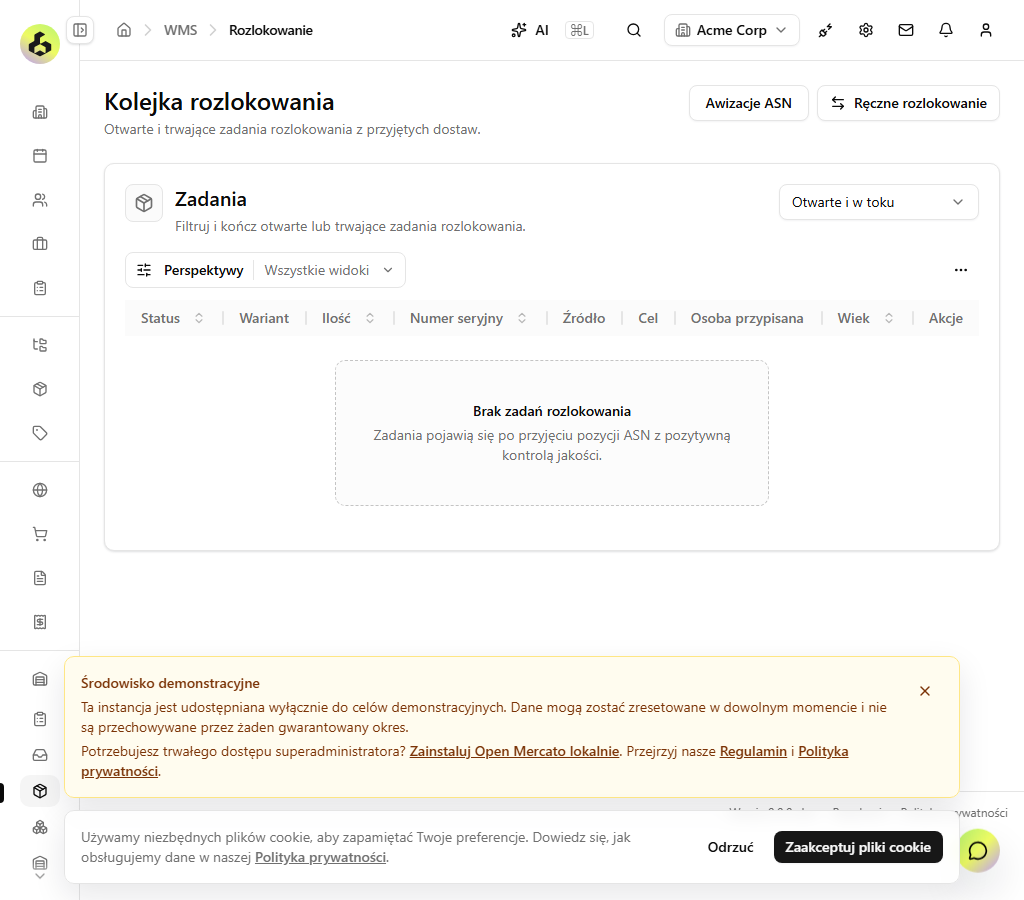 WMS
Rozlokowanie
AI
⌘L
Acme Corp
Kolejka rozlokowania
Otwarte i trwające zadania rozlokowania z przyjętych dostaw.
Awizacje ASN
Ręczne rozlokowanie
Zadania
Filtruj i kończ otwarte lub trwające zadania rozlokowania.
Otwarte i w toku
Perspektywy
Wszystkie widoki
Status
Wariant
Ilość
Numer seryjny
Źródło
Cel
Osoba przypisana
Wiek
Akcje
Brak zadań rozlokowania
Zadania pojawią się po przyjęciu pozycji ASN z pozytywną
kontrolą jakości.
Środowisko demonstracyjne
Ta instancja jest udostępniana wyłącznie do celów demonstracyjnych. Dane mogą zostać zresetowane w dowolnym momencie i nie
są przechowywane przez żaden gwarantowany okres.
Potrzebujesz trwałego dostępu superadministratora? Zainstaluj Open Mercato lokalnie. Przejrzyj nasze Regulamin i Polityka
prywatności.
Używamy niezbędnych plików cookie, aby zapamiętać Twoje preferencje. Dowiedz się, jak
obsługujemy dane w naszej Polityka prywatności.
Odrzuć
Zaakceptuj pliki cookie